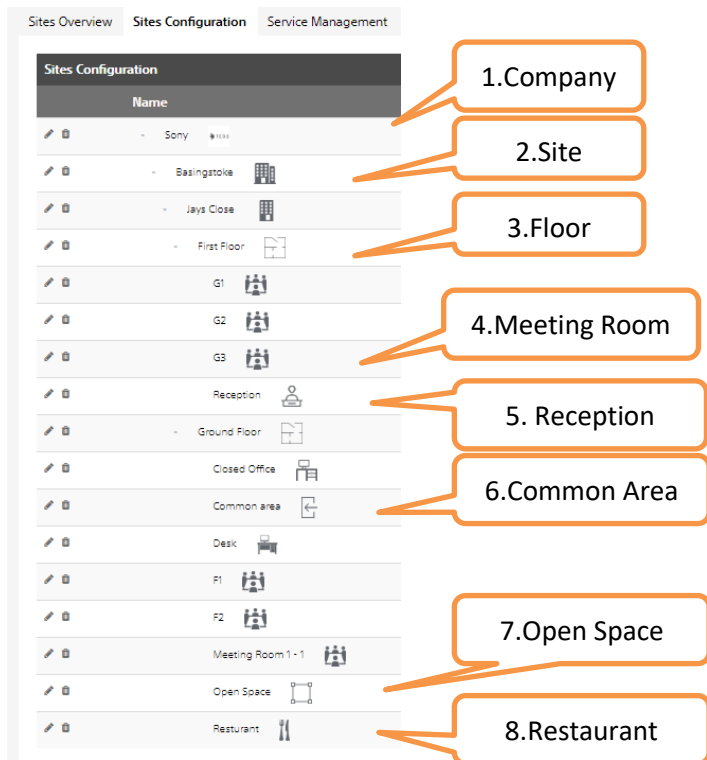 Sites Overview Sites Configuration Service Management
Sites Configuration
Name
1.Company
Sony
2.Site
Basingstoke
Jays Close
3.Floor
First Floor
G1
G2
4.Meeting Room
G3
Reception
5. Reception
Ground Floor
Closed Office
6.Common Area
Common area
Desk
F1
F2
7.Open Space
Meeting Room 1 - 1
Open Space
Resturant
8.Restaurant